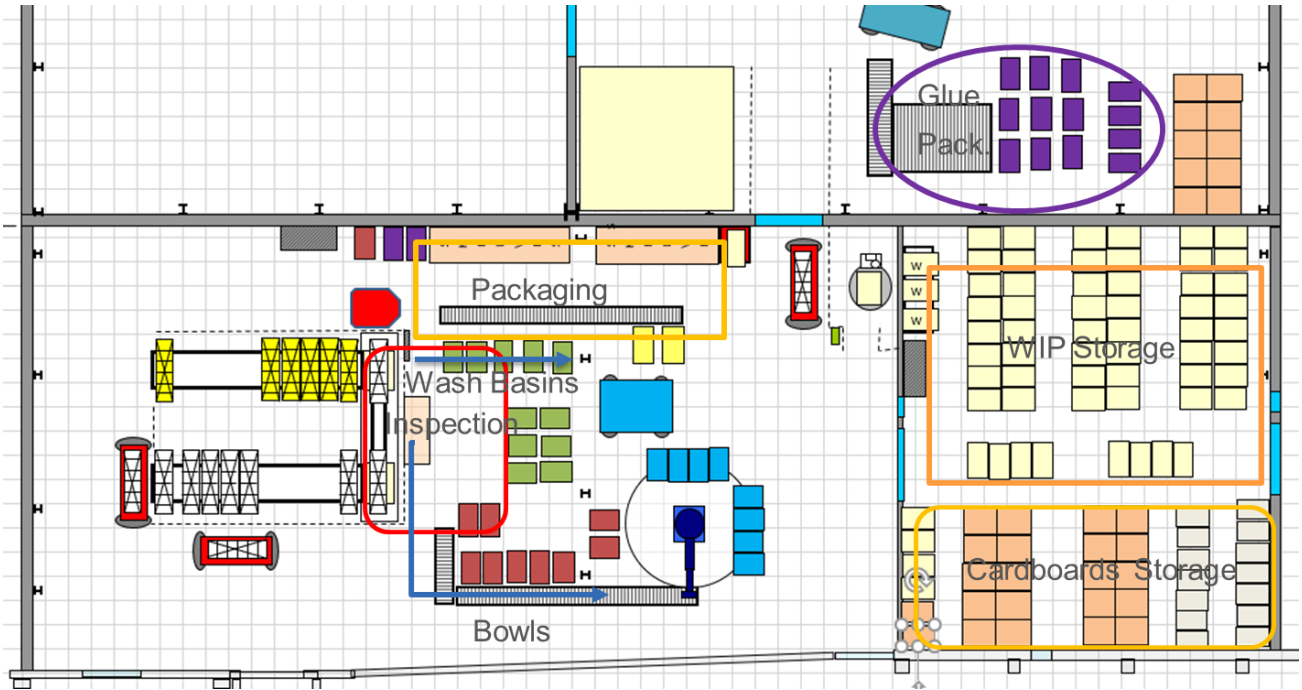 Glue
Pack.
Packaging
W
W
W
WIP Storage
Wash Basins
Inspection
Cardboards Storage
Bowls